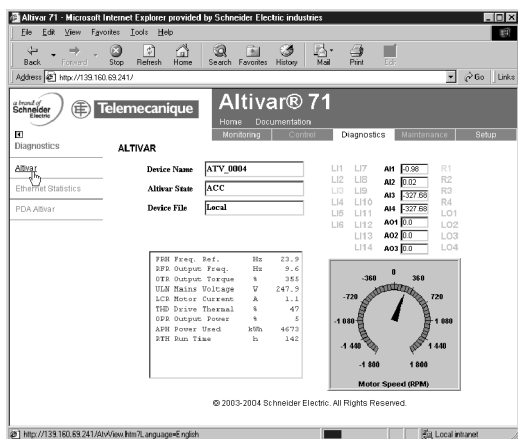 Altivar 71 - Microsoft Internet Explorer provided by Schneider Electric industries
File Edit View Favorites Tools Help
Back Forward Stop Refresh Home Search Favorites History Mail Print Edit
Address http://139.160.69.241/ Go Links
a brand of
Schneider
Electric
Telemecanique
Altivar® 71
Home Documentation
Monitoring Control Diagnostics Maintenance Setup
Diagnostics
Altivar
Ethernet Statistics
PDA Altivar
ALTIVAR
Device Name ATV_0004
Altivar State ACC
Device File Local
LI1 LI7 AI1 -0.98 R1
LI2 LI8 AI2 0.02 R2
LI3 LI9 AI3 -327.68 R3
LI4 LI10 AI4 -327.68 R4
LI5 LI11 AO1 0.0 LO1
LI6 LI12 AO2 0.0 LO2
LI13 AO2 0.0 LO3
LI14 AO3 0.0 LO4
FRH Freq. Ref. Hz 23.9
RFR Output Freq. Hz 9.6
OTR Output Torque % 355
ULN Mains Voltage V 247.9
LCR Motor Current A 1.1
THD Drive Thermal % 47
OPR Output Power % 5
APH Power Used kWh 4673
RTH Run Time h 142
-360 0 360
-720 720
-1 080 1 080
-1 440 1 440
-1 800 1 800
Motor Speed (RPM)
© 2003-2004 Schneider Electric. All Rights Reserved.
http://139.160.69.241/AtvView.htm?Language=English Local intranet